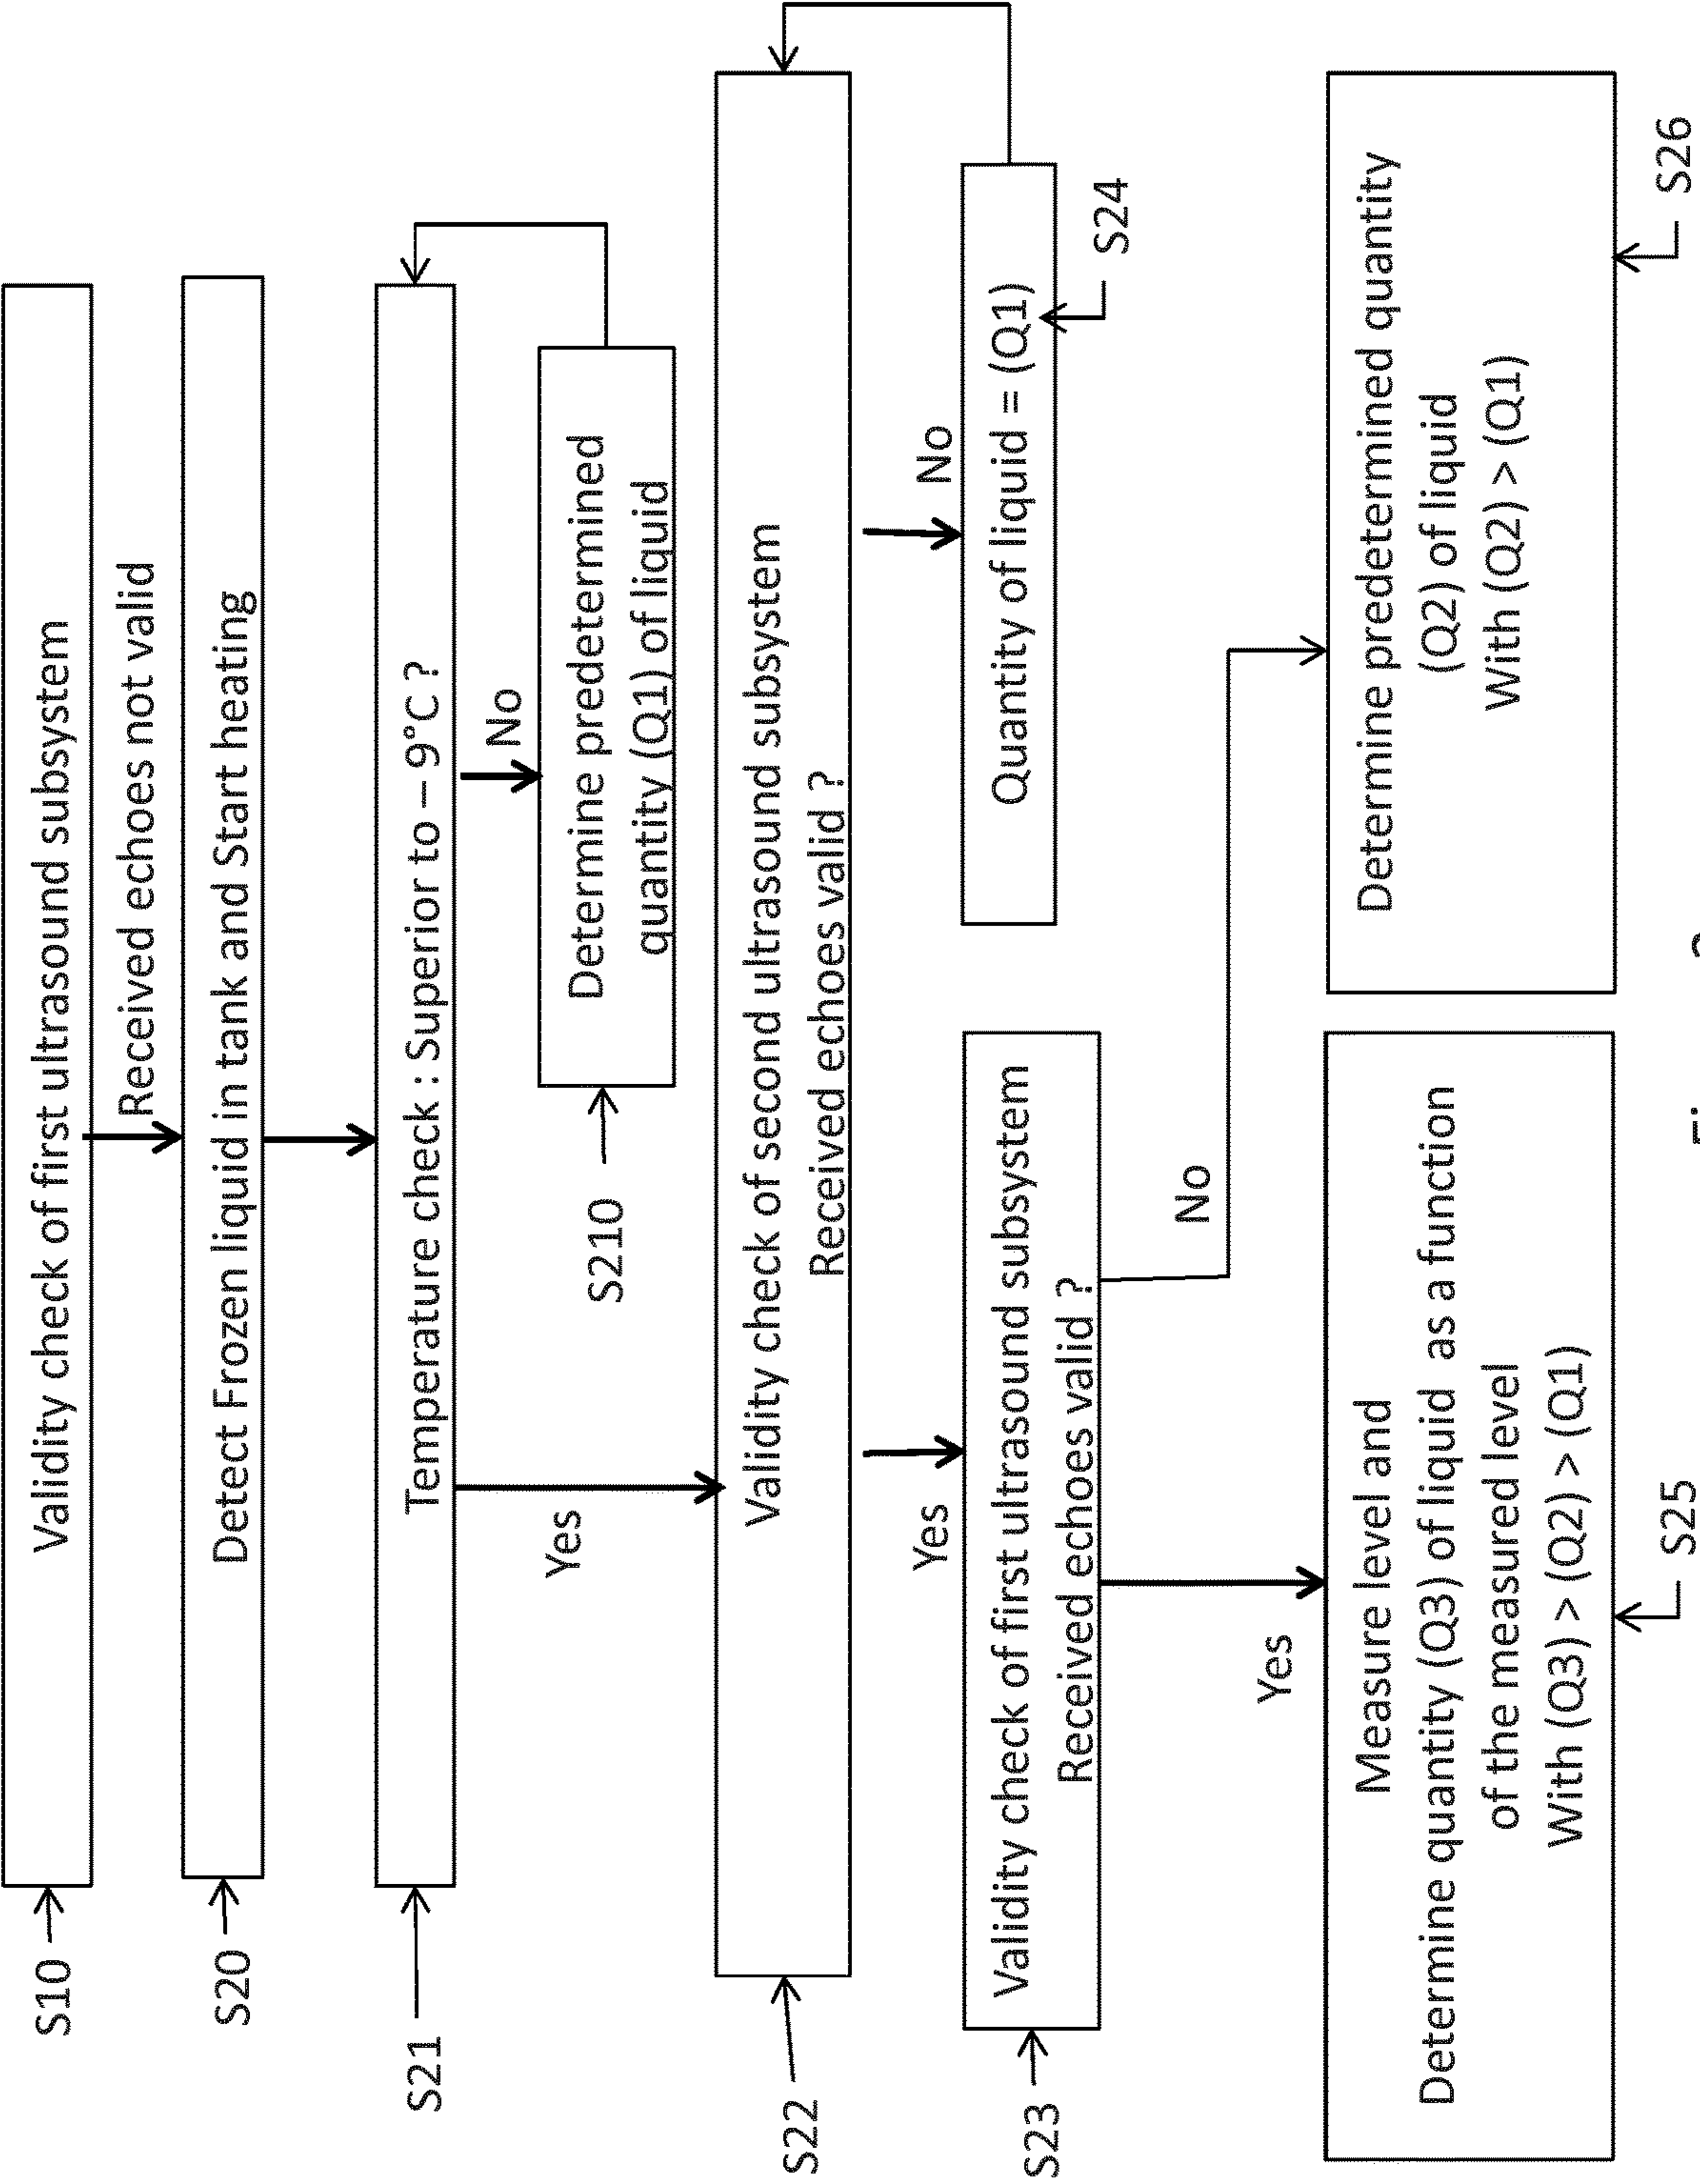 S10
Validity check of first ultrasound subsystem
Received echoes not valid
S20
Detect Frozen liquid in tank and Start heating
S21
Temperature check : Superior to – 9°C ?
No
Yes
S210
Determine predetermined
quantity (Q1) of liquid
S22
Validity check of second ultrasound subsystem
Received echoes valid ?
Yes
No
S23
Validity check of first ultrasound subsystem
Received echoes valid ?
Quantity of liquid = (Q1)
S24
Yes
No
Measure level and
Determine quantity (Q3) of liquid as a function
of the measured level
With (Q3) > (Q2) > (Q1)
S25
Determine predetermined quantity
(Q2) of liquid
With (Q2) > (Q1)
S26